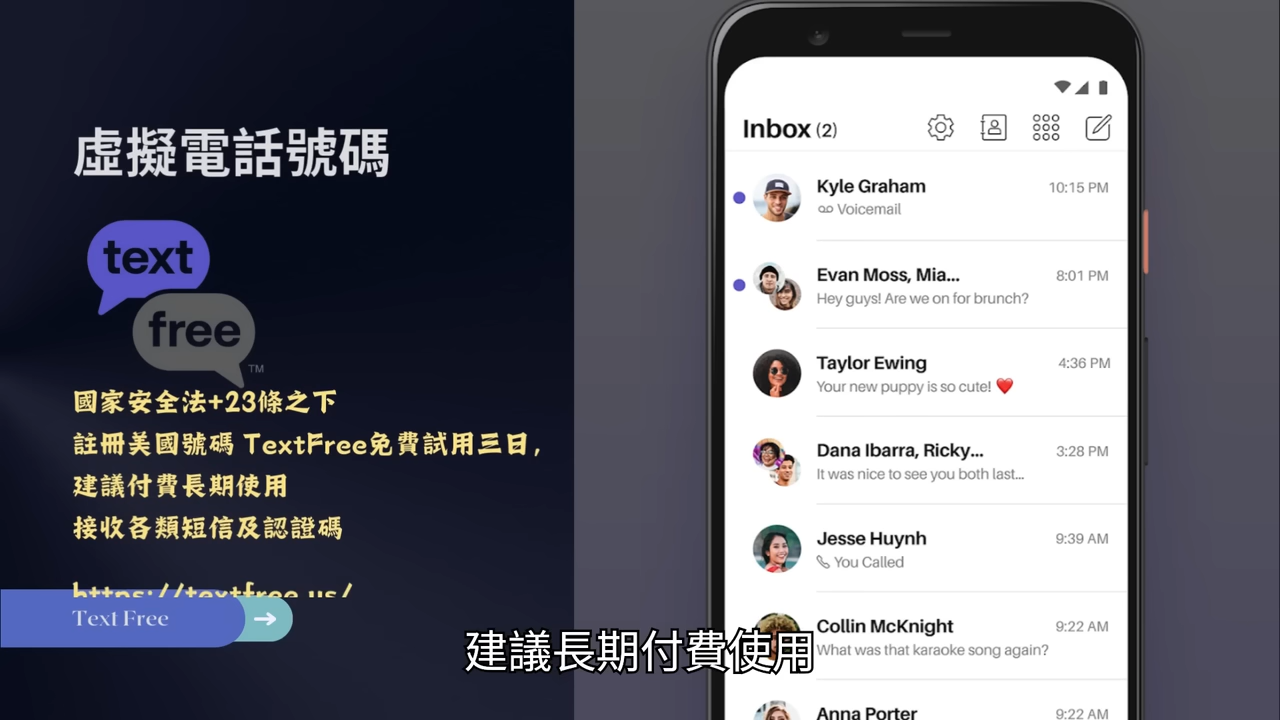 虛擬電話號碼
text
free
TM
國家安全法+23條之下
註冊美國號碼 TextFree免費試用三日，
建議付費長期使用
接收各類短信及認證碼
https://textfree.us/
Text Free
建議長期付費使用
Inbox (2)
Kyle Graham 10:15 PM
Voicemail
Evan Moss, Mia... 8:01 PM
Hey guys! Are we on for brunch?
Taylor Ewing 4:36 PM
Your new puppy is so cute! ❤️
Dana Ibarra, Ricky... 3:28 PM
It was nice to see you both last...
Jesse Huynh 9:39 AM
You Called
Collin McKnight 9:22 AM
What was that karaoke song again?
Anna Porter 9:22 AM